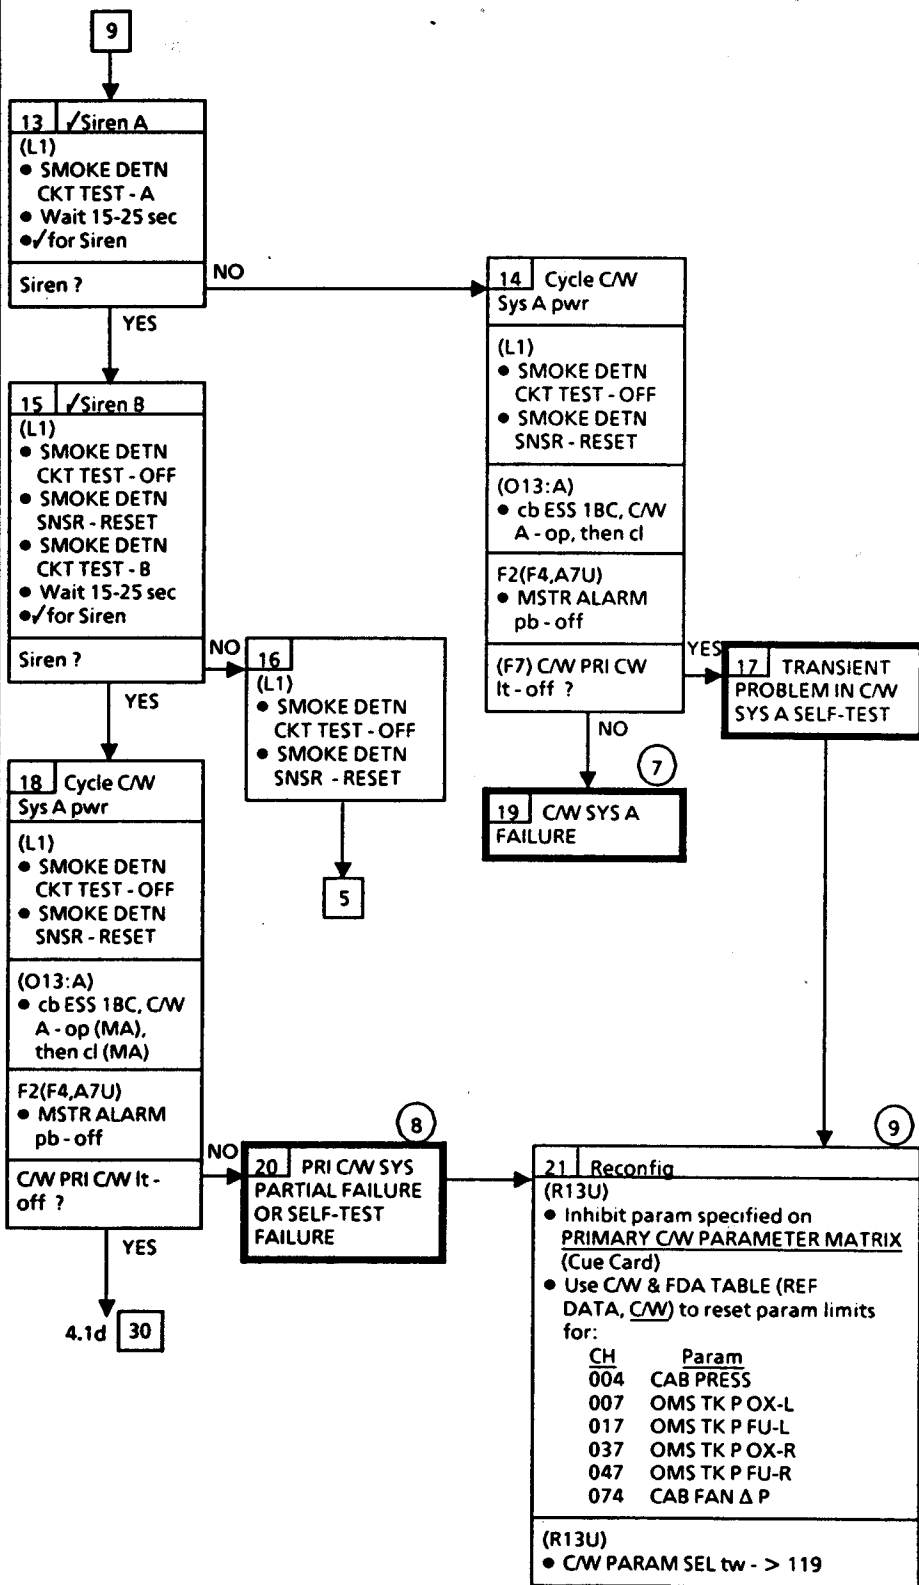 9
13 ✓Siren A
(L1)
● SMOKE DETN
CKT TEST - A
● Wait 15-25 sec
●✓for Siren
Siren ?
NO
YES
14 Cycle C/W
Sys A pwr
(L1)
● SMOKE DETN
CKT TEST - OFF
● SMOKE DETN
SNSR - RESET
(O13:A)
● cb ESS 1BC, C/W
A - op, then cl
F2(F4,A7U)
● MSTR ALARM
pb - off
(F7) C/W PRI CW
lt - off ?
YES
NO
15 ✓Siren B
(L1)
● SMOKE DETN
CKT TEST - OFF
● SMOKE DETN
SNSR - RESET
● SMOKE DETN
CKT TEST - B
● Wait 15-25 sec
●✓for Siren
Siren ?
NO
YES
16
(L1)
● SMOKE DETN
CKT TEST - OFF
● SMOKE DETN
SNSR - RESET
5
17 TRANSIENT
PROBLEM IN C/W
SYS A SELF-TEST
7
19 C/W SYS A
FAILURE
18 Cycle C/W
Sys A pwr
(L1)
● SMOKE DETN
CKT TEST - OFF
● SMOKE DETN
SNSR - RESET
(O13:A)
● cb ESS 1BC, C/W
A - op (MA),
then cl (MA)
F2(F4,A7U)
● MSTR ALARM
pb - off
C/W PRI C/W lt -
off ?
NO
YES
4.1d 30
8
20 PRI C/W SYS
PARTIAL FAILURE
OR SELF-TEST
FAILURE
9
21 Reconfig
(R13U)
● Inhibit param specified on
PRIMARY C/W PARAMETER MATRIX
(Cue Card)
● Use C/W & FDA TABLE (REF
DATA, C/W) to reset param limits
for:
CH Param
004 CAB PRESS
007 OMS TK P OX-L
017 OMS TK P FU-L
037 OMS TK P OX-R
047 OMS TK P FU-R
074 CAB FAN Δ P
(R13U)
● C/W PARAM SEL tw - > 119